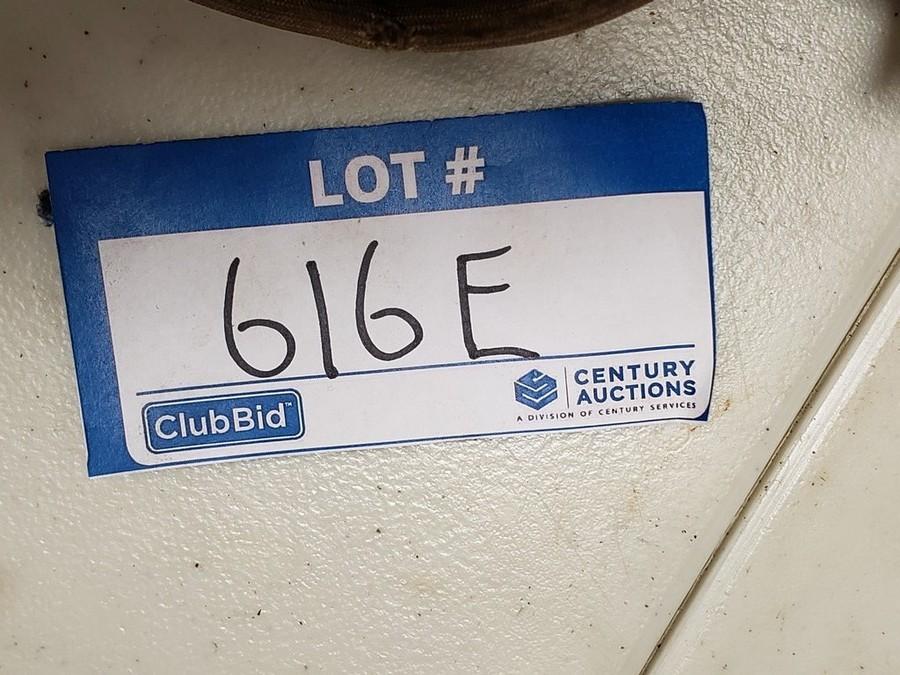 LOT #
616E
ClubBid™
CENTURY
AUCTIONS
A DIVISION OF CENTURY SERVICES